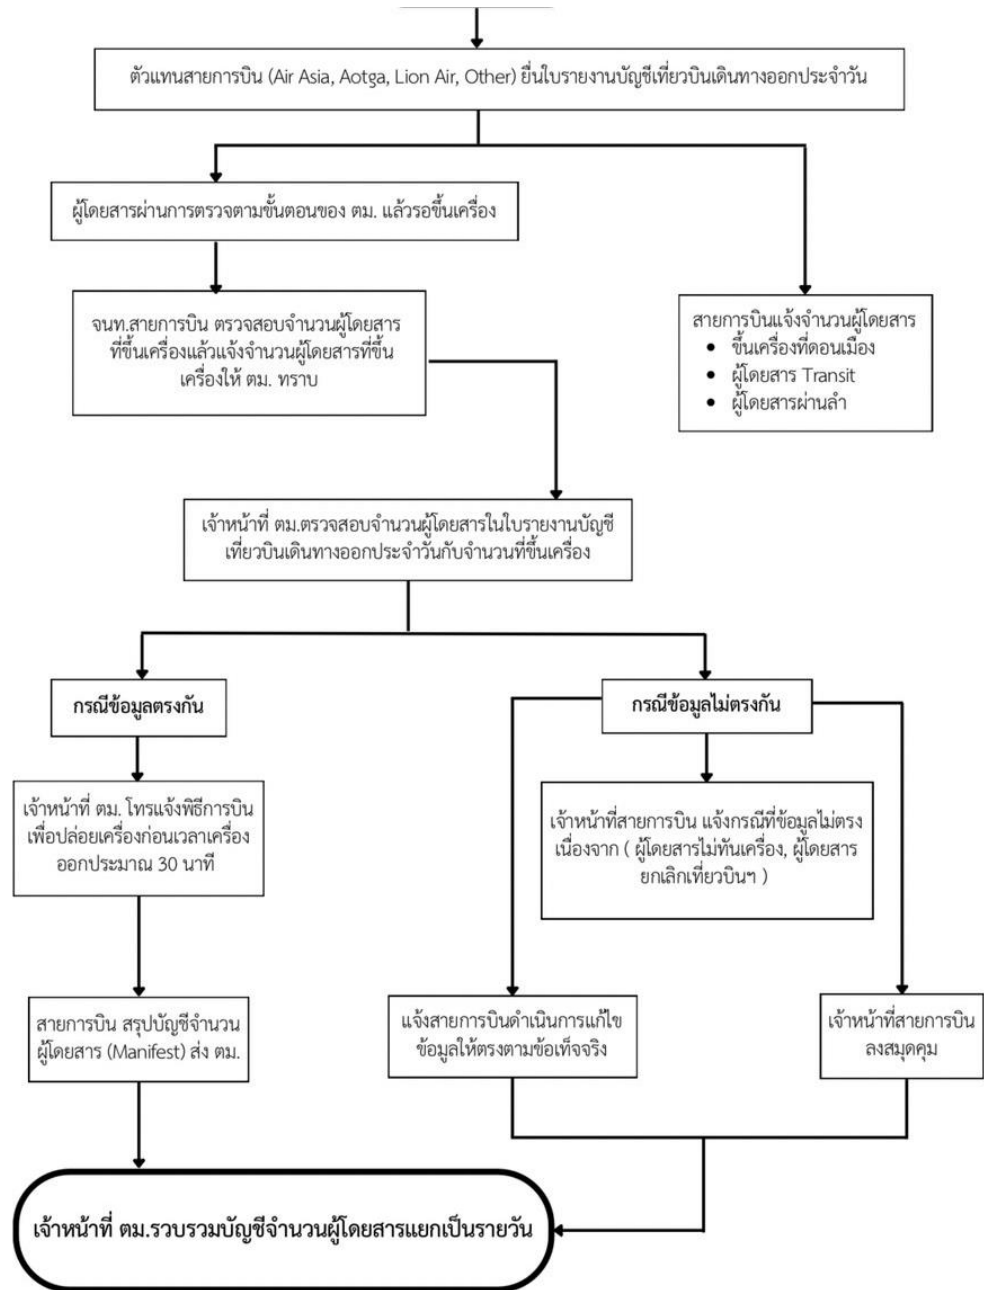 ตัวแทนสายการบิน (Air Asia, Aotga, Lion Air, Other) ยื่นใบรายงานบัญชีเที่ยวบินเดินทางออกประจำวัน
ผู้โดยสารผ่านการตรวจตามขั้นตอนของ ตม. แล้วรอขึ้นเครื่อง
จนท.สายการบิน ตรวจสอบจำนวนผู้โดยสาร
ที่ขึ้นเครื่องแล้วแจ้งจำนวนผู้โดยสารที่ขึ้น
เครื่องให้ ตม. ทราบ
สายการบินแจ้งจำนวนผู้โดยสาร
• ขึ้นเครื่องที่ดอนเมือง
• ผู้โดยสาร Transit
• ผู้โดยสารผ่านลำ
เจ้าหน้าที่ ตม.ตรวจสอบจำนวนผู้โดยสารในใบรายงานบัญชี
เที่ยวบินเดินทางออกประจำวันกับจำนวนที่ขึ้นเครื่อง
กรณีข้อมูลตรงกัน
กรณีข้อมูลไม่ตรงกัน
เจ้าหน้าที่ ตม. โทรแจ้งพิธีการบิน
เพื่อปล่อยเครื่องก่อนเวลาเครื่อง
ออกประมาณ 30 นาที
เจ้าหน้าที่สายการบิน แจ้งกรณีที่ข้อมูลไม่ตรง
เนื่องจาก ( ผู้โดยสารไม่ทันเครื่อง, ผู้โดยสาร
ยกเลิกเที่ยวบินฯ )
สายการบิน สรุปบัญชีจำนวน
ผู้โดยสาร (Manifest) ส่ง ตม.
แจ้งสายการบินดำเนินการแก้ไข
ข้อมูลให้ตรงตามข้อเท็จจริง
เจ้าหน้าที่สายการบิน
ลงสมุดคุม
เจ้าหน้าที่ ตม.รวบรวมบัญชีจำนวนผู้โดยสารแยกเป็นรายวัน